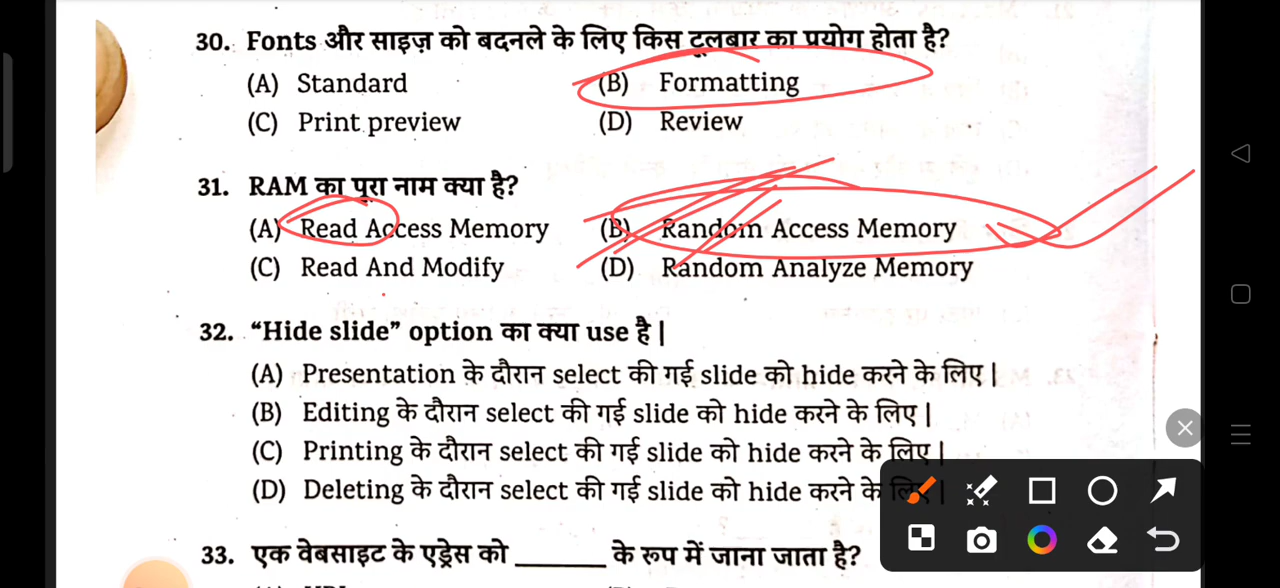 30. Fonts और साइज़ को बदनले के लिए किस टूलबार का पयोग होता है?
(A) Standard (B) Formatting
(C) Print preview (D) Review
31. RAM का पूरा नाम क्या है?
(A) Read Access Memory (B) Random Access Memory
(C) Read And Modify (D) Random Analyze Memory
32. “Hide slide” option का क्या use है |
(A) Presentation के दौरान select की गई slide को hide करने के लिए |
(B) Editing के दौरान select की गई slide को hide करने के लिए |
(C) Printing के दौरान select की गई slide को hide करने के लिए |
(D) Deleting के दौरान select की गई slide को hide करने के लिए |
33. एक वेबसाइट के एड्रेस को ______ के रूप में जाना जाता है?